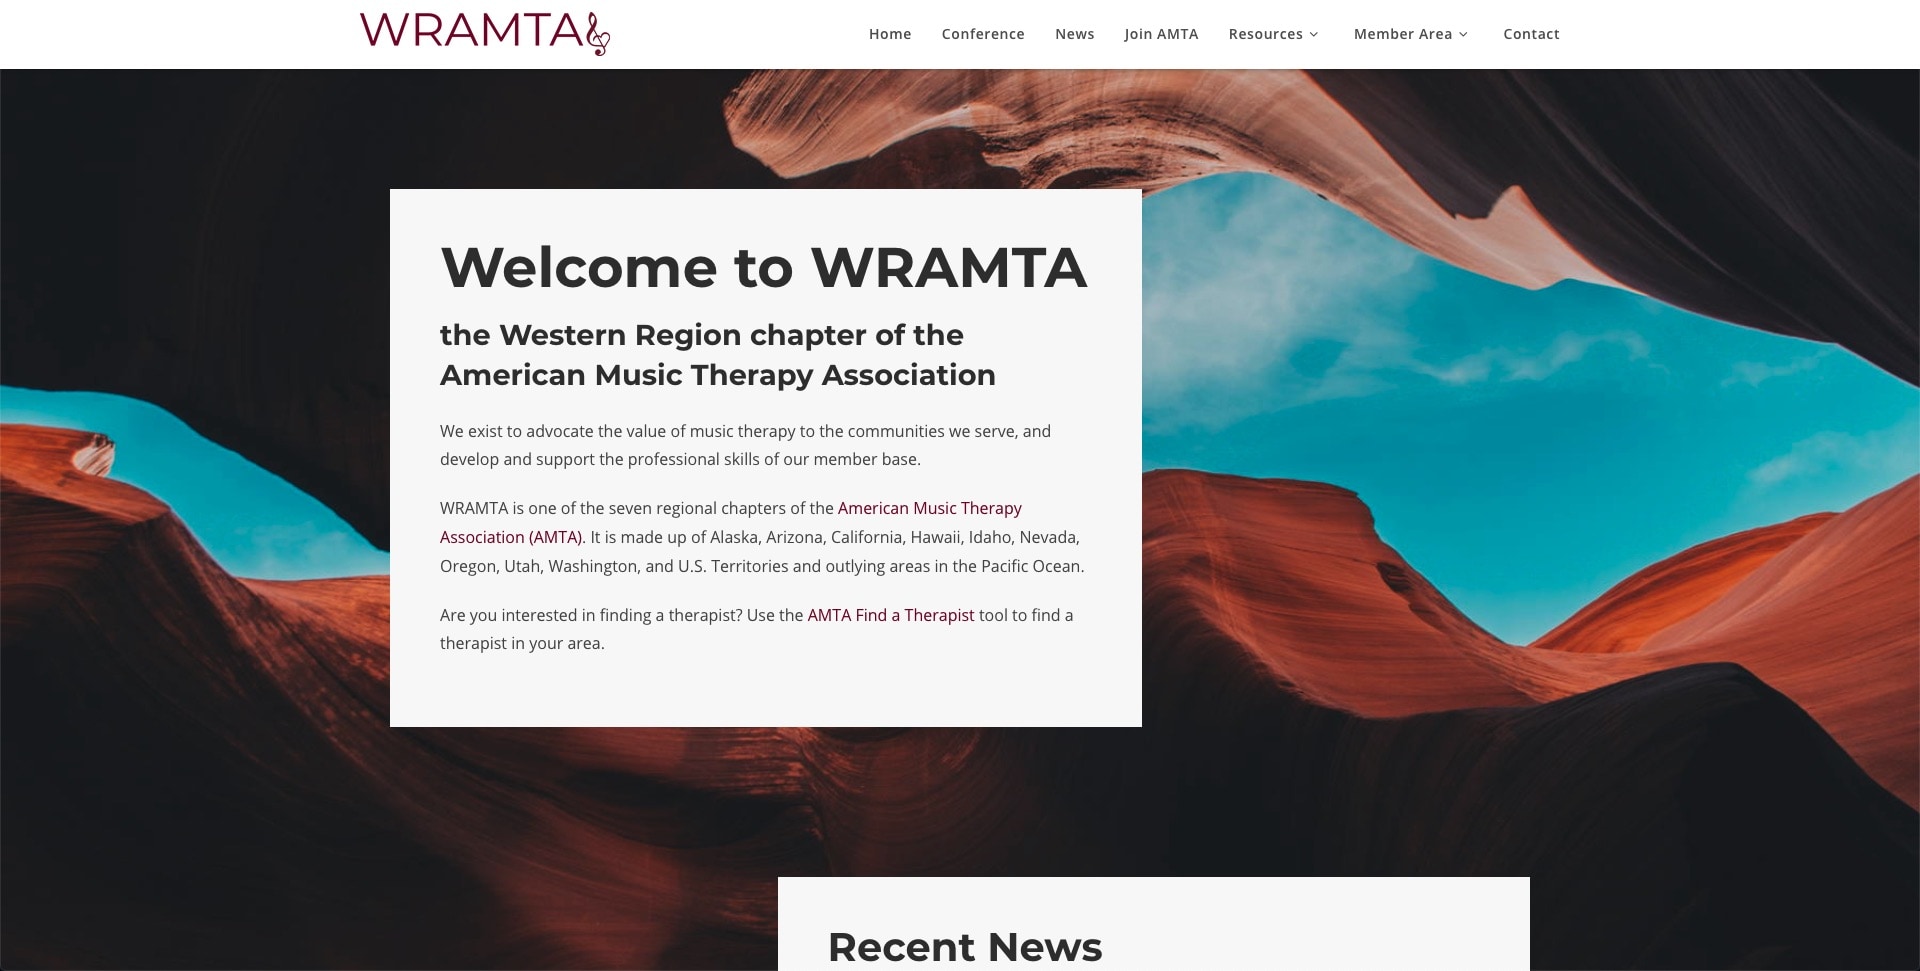 WRAMTA
Home Conference News Join AMTA Resources Member Area Contact
Welcome to WRAMTA
the Western Region chapter of the
American Music Therapy Association
We exist to advocate the value of music therapy to the communities we serve, and
develop and support the professional skills of our member base.
WRAMTA is one of the seven regional chapters of the American Music Therapy
Association (AMTA). It is made up of Alaska, Arizona, California, Hawaii, Idaho, Nevada,
Oregon, Utah, Washington, and U.S. Territories and outlying areas in the Pacific Ocean.
Are you interested in finding a therapist? Use the AMTA Find a Therapist tool to find a
therapist in your area.
Recent News